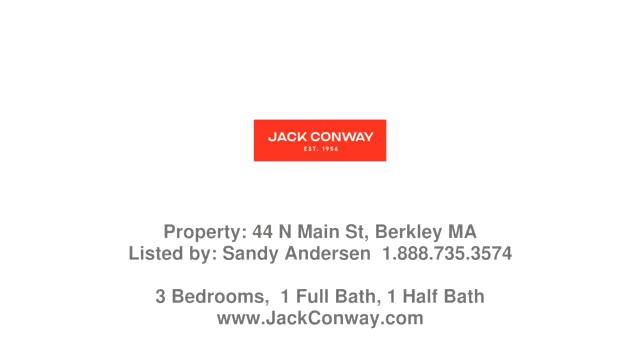 JACK CONWAY
EST. 1956
Property: 44 N Main St, Berkley MA
Listed by: Sandy Andersen  1.888.735.3574
3 Bedrooms,  1 Full Bath, 1 Half Bath
www.JackConway.com